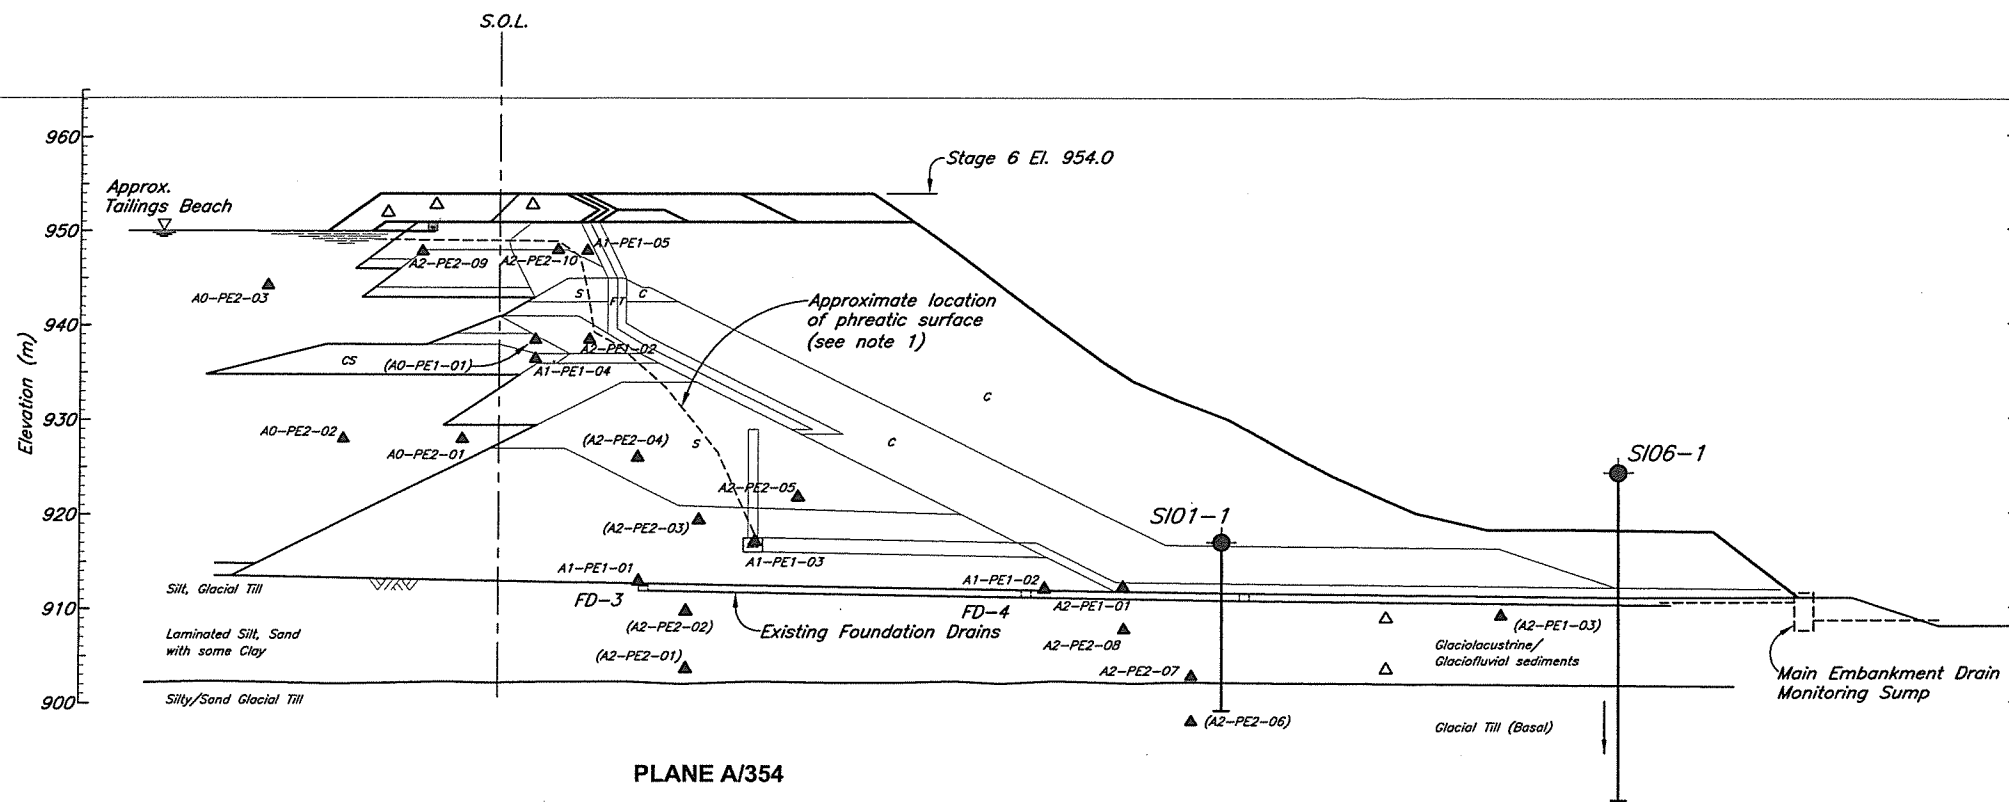 S.O.L.
960
Stage 6 El. 954.0
Approx.
Tailings Beach
950
A1-PE1-05
A2-PE2-09
A2-PE2-10
A0-PE2-03
S
FT
C
Approximate location
of phreatic surface
(see note 1)
940
Elevation (m)
CS
(A0-PE1-01)
A2-PE1-02
A1-PE1-04
C
930
A0-PE2-02
A0-PE2-01
(A2-PE2-04)
S
C
SI06-1
A2-PE2-05
920
(A2-PE2-03)
SI01-1
A1-PE1-03
A1-PE1-01
A1-PE1-02
Silt, Glacial Till
FD-3
FD-4
A2-PE1-01
910
(A2-PE2-02)
Existing Foundation Drains
(A2-PE1-03)
Laminated Silt, Sand
with some Clay
A2-PE2-08
Glaciolacustrine/
Glaciofluvial sediments
(A2-PE2-01)
A2-PE2-07
Main Embankment Drain
Monitoring Sump
900
Silty/Sand Glacial Till
(A2-PE2-06)
Glacial Till (Basal)
PLANE A/354